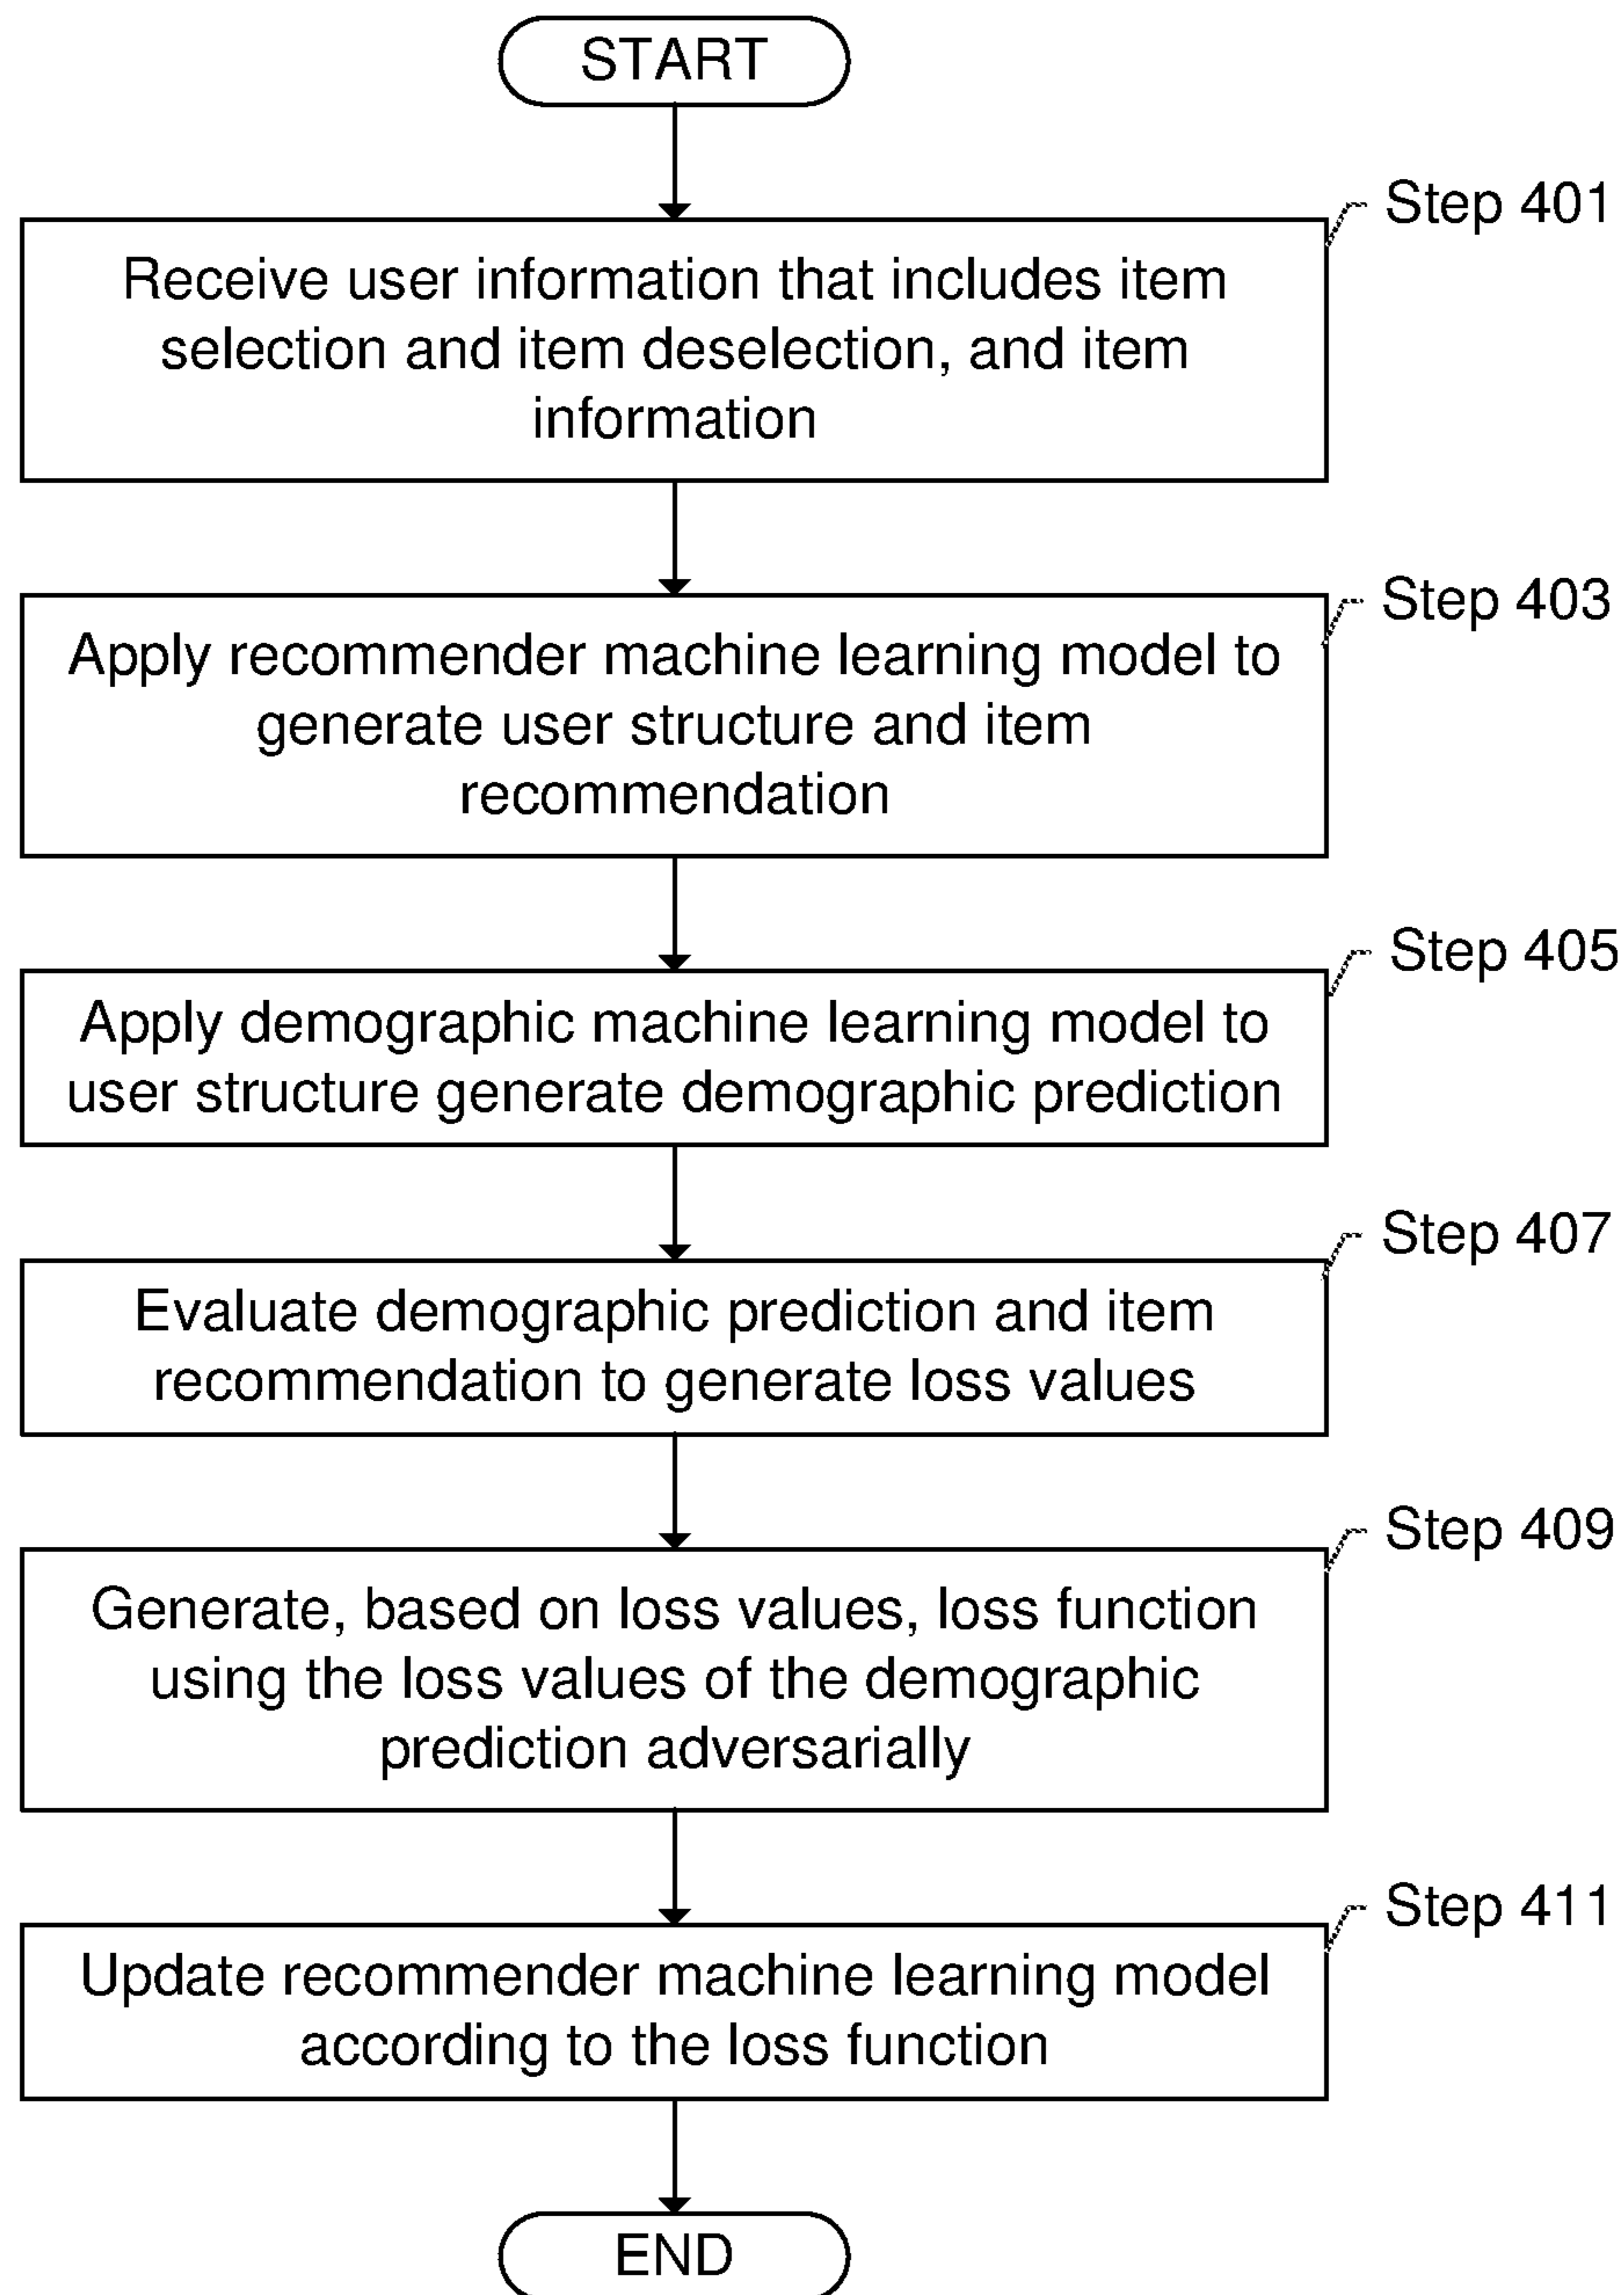 START
Step 401
Receive user information that includes item
selection and item deselection, and item
information
Step 403
Apply recommender machine learning model to
generate user structure and item
recommendation
Step 405
Apply demographic machine learning model to
user structure generate demographic prediction
Step 407
Evaluate demographic prediction and item
recommendation to generate loss values
Step 409
Generate, based on loss values, loss function
using the loss values of the demographic
prediction adversarially
Step 411
Update recommender machine learning model
according to the loss function
END